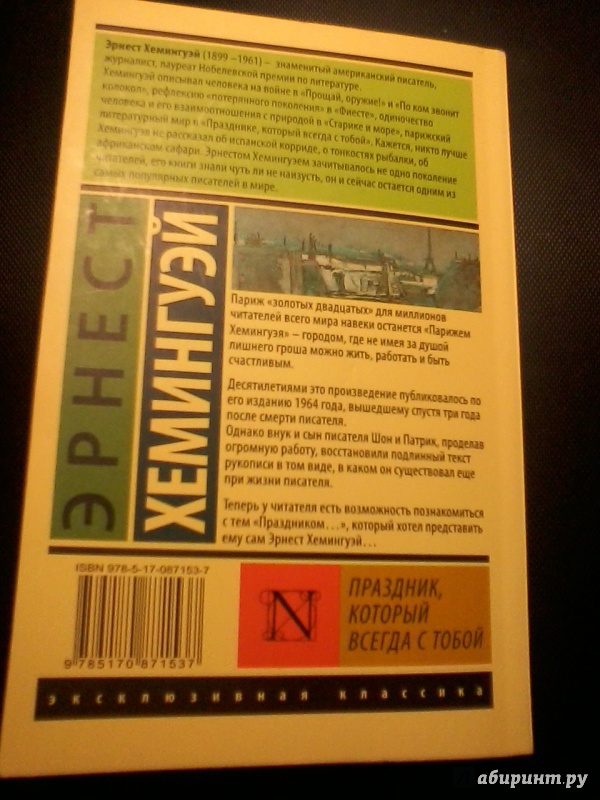 Эрнест Хемингуэй (1899 –1961) – знаменитый американский писатель,
журналист, лауреат Нобелевской премии по литературе.
Хемингуэй описывал человека на войне в «Прощай, оружие!» и «По ком звонит
колокол», рефлексию «потерянного поколения» в «Фиесте», одиночество
человека и его взаимоотношения с природой в «Старике и море», парижский
литературный мир в «Празднике, который всегда с тобой». Кажется, никто лучше
Хемингуэя не рассказал об испанской корриде, о тонкостях рыбалки, об
африканском сафари. Эрнестом Хемингуэем зачитывалось не одно поколение
читателей, его книги знали чуть ли не наизусть, он и сейчас остается одним из
самых популярных писателей в мире.
ЭРНЕСТ
ХЕМИНГУЭЙ
Париж «золотых двадцатых» для миллионов
читателей всего мира навеки останется «Парижем
Хемингуэя» – городом, где не имея за душой
лишнего гроша можно жить, работать и быть
счастливым.
Десятилетиями это произведение публиковалось по
его изданию 1964 года, вышедшему спустя три года
после смерти писателя.
Однако внук и сын писателя Шон и Патрик, проделав
огромную работу, восстановили подлинный текст
рукописи в том виде, в каком он существовал еще
при жизни писателя.
Теперь у читателя есть возможность познакомиться
с тем «Праздником…», который хотел представить
ему сам Эрнест Хемингуэй…
ISBN 978-5-17-087153-7
9 785170 871537
N
ПРАЗДНИК,
КОТОРЫЙ
ВСЕГДА С ТОБОЙ
эксклюзивная классика
абиринт.ру